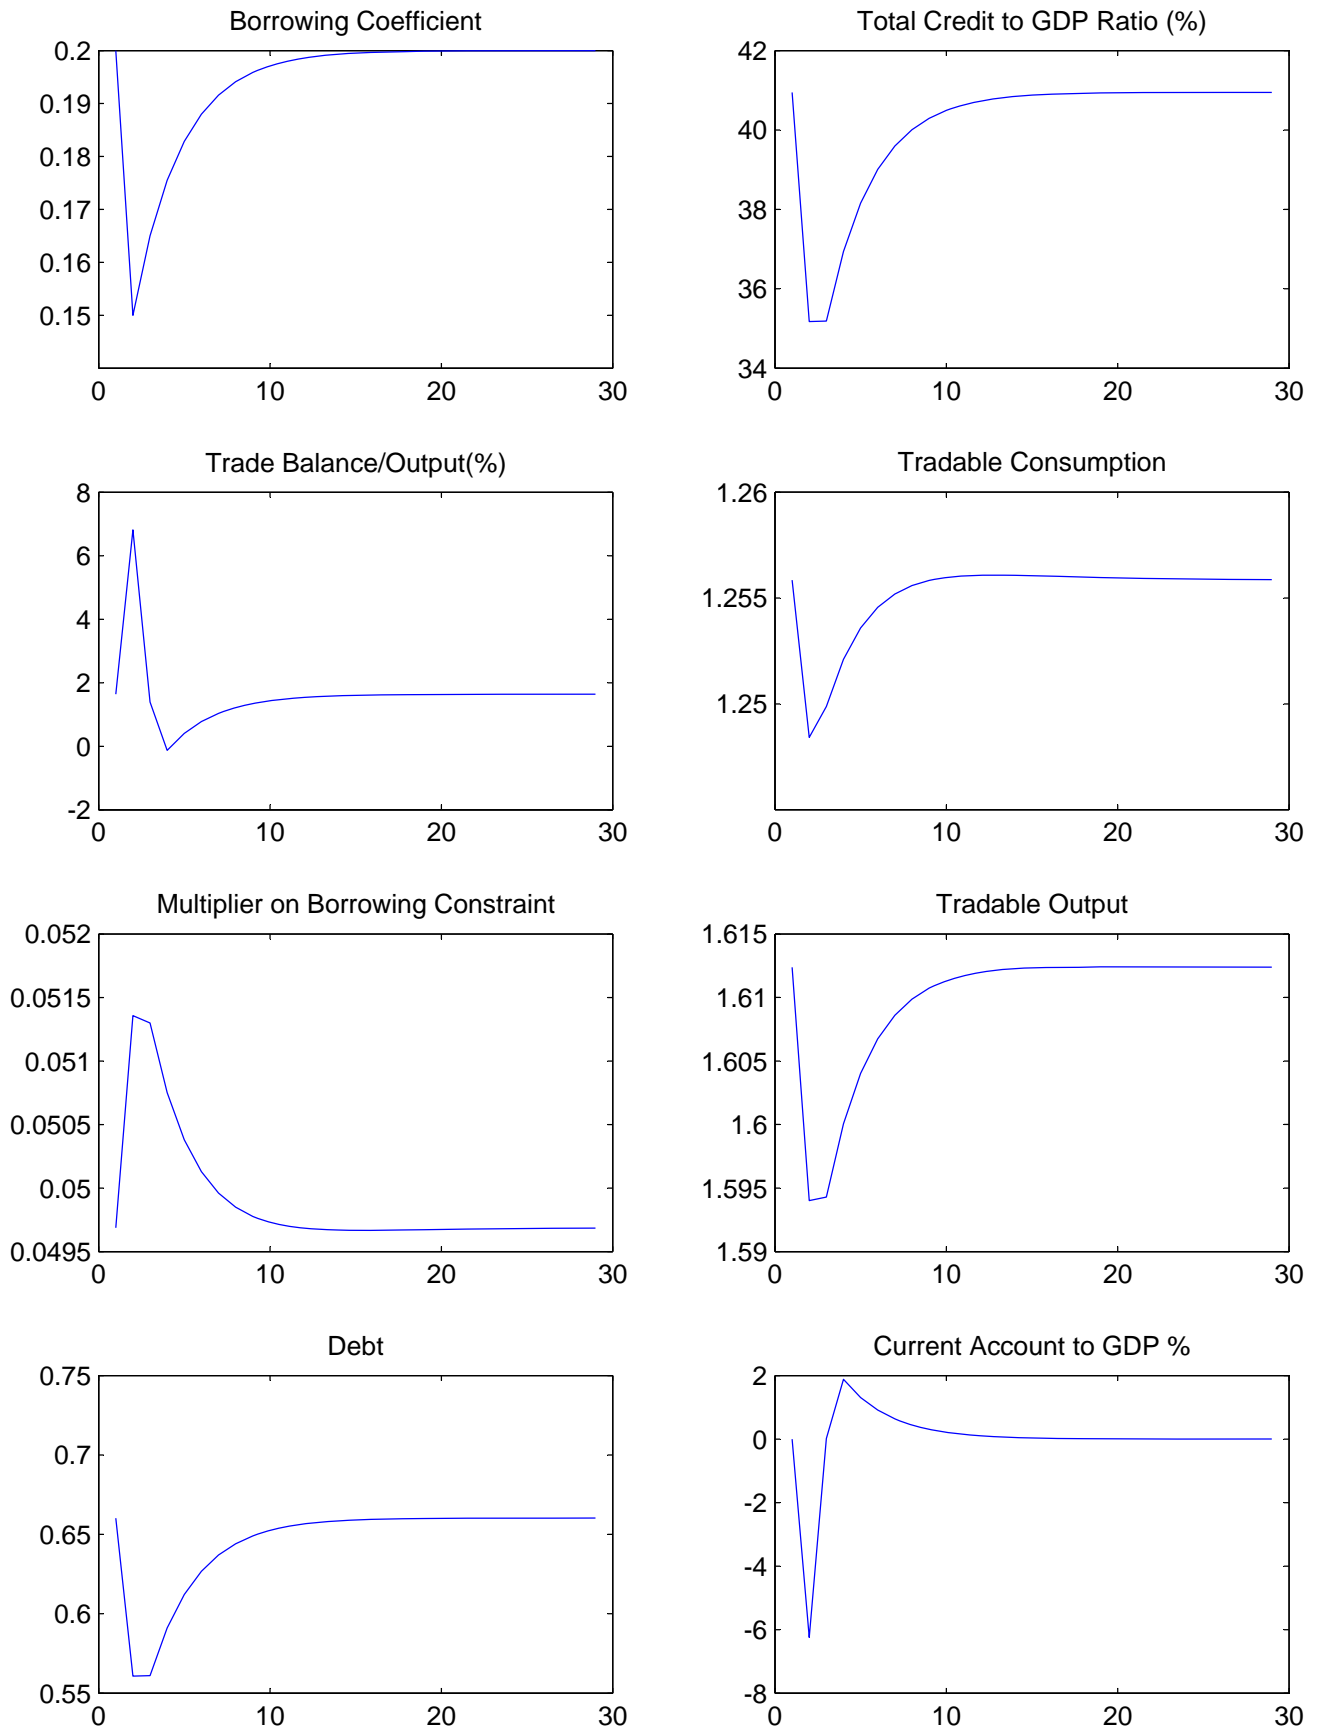 Borrowing Coefficient
0.2
0.19
0.18
0.17
0.16
0.15
0 10 20 30
Total Credit to GDP Ratio (%)
42
40
38
36
34
0 10 20 30
Trade Balance/Output(%)
8
6
4
2
0
-2
0 10 20 30
Tradable Consumption
1.26
1.255
1.25
0 10 20 30
Multiplier on Borrowing Constraint
0.052
0.0515
0.051
0.0505
0.05
0.0495
0 10 20 30
Tradable Output
1.615
1.61
1.605
1.6
1.595
1.59
0 10 20 30
Debt
0.75
0.7
0.65
0.6
0.55
0 10 20 30
Current Account to GDP %
2
0
-2
-4
-6
-8
0 10 20 30